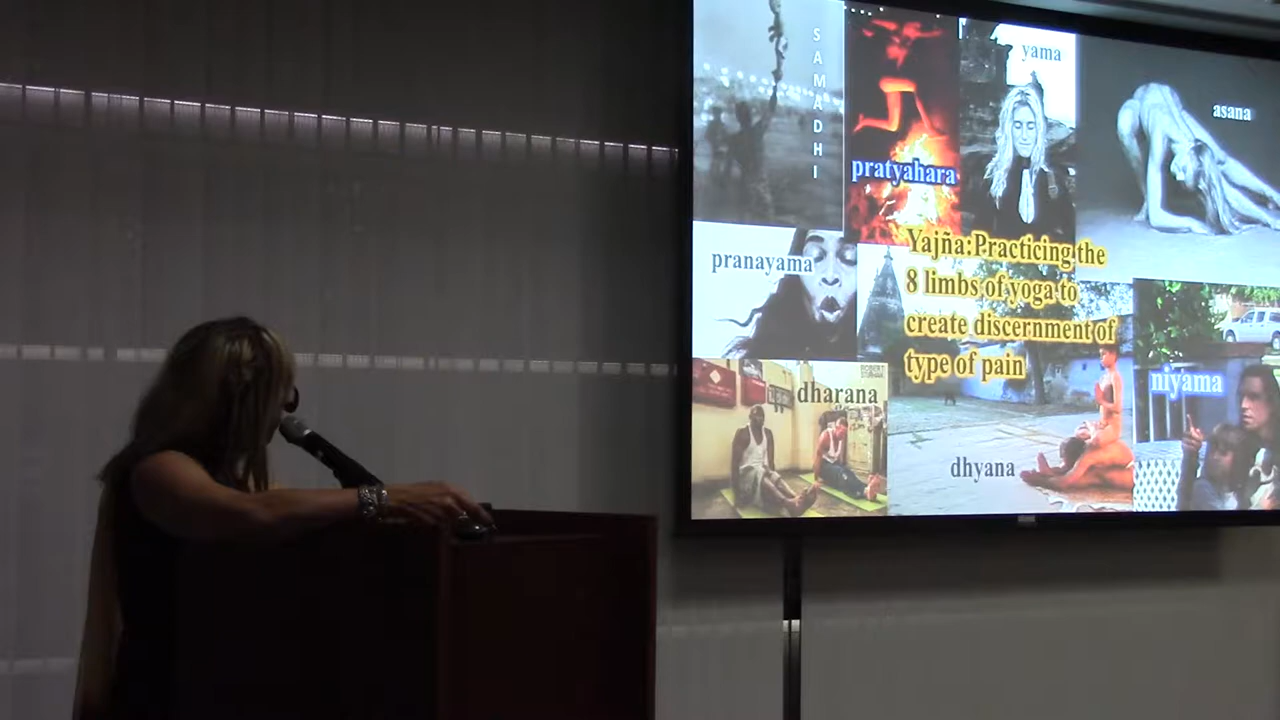 SAMADHI
pratyahara
yama
asana
pranayama
Yajña:Practicing the
8 limbs of yoga to
create discernment of
type of pain
dharana
dhyana
niyama